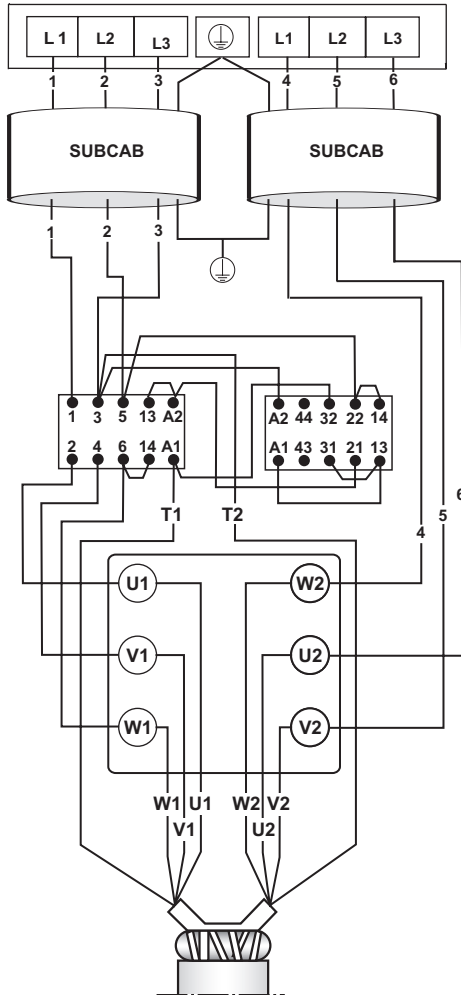 L1 L2 L3 L1 L2 L3
1 2 3 4 5 6
SUBCAB SUBCAB
1 2 3
1 3 5 13 A2 A2 44 32 22 14
2 4 6 14 A1 A1 43 31 21 13
T1 T2 4 5 6
U1 W2
V1 U2
W1 V2
W1 U1 W2 V2
V1 U2